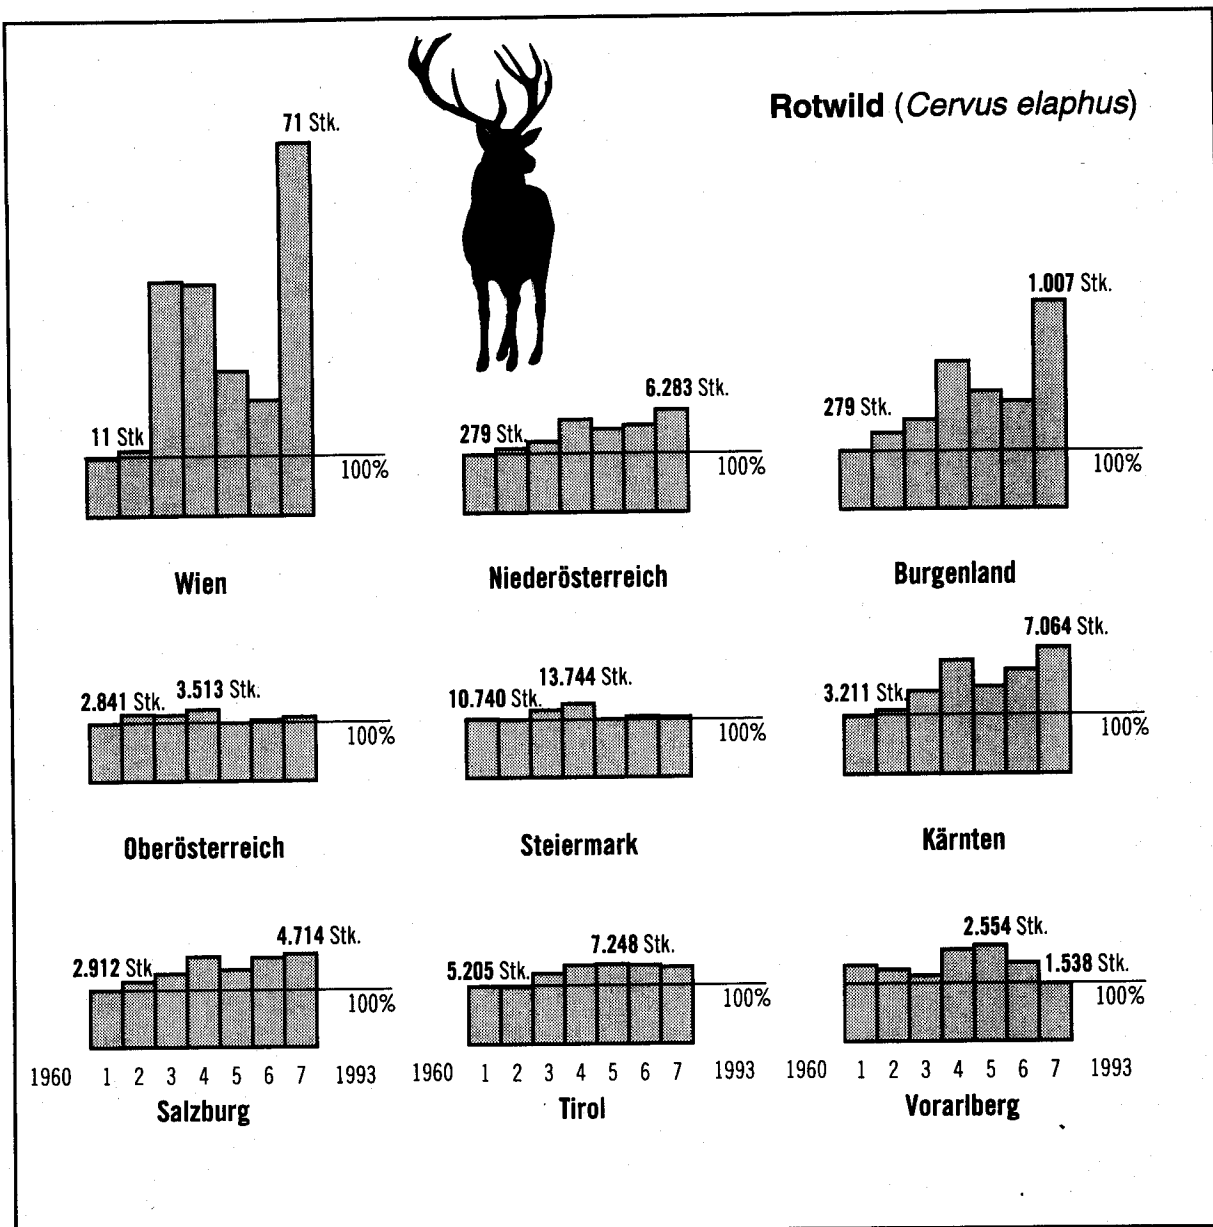 Rotwild (Cervus elaphus)
71 Stk.
11 Stk
100%
Wien
6.283 Stk.
279 Stk.
100%
Niederösterreich
1.007 Stk.
279 Stk.
100%
Burgenland
2.841 Stk.
3.513 Stk.
100%
Oberösterreich
10.740 Stk.
13.744 Stk.
100%
Steiermark
7.064 Stk.
3.211 Stk.
100%
Kärnten
4.714 Stk.
2.912 Stk.
100%
1960 1 2 3 4 5 6 7 1993
Salzburg
7.248 Stk.
5.205 Stk.
100%
1960 1 2 3 4 5 6 7 1993
Tirol
2.554 Stk.
1.538 Stk.
100%
1960 1 2 3 4 5 6 7 1993
Vorarlberg